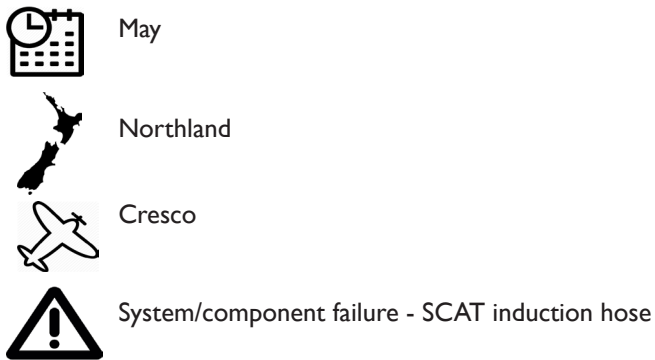 May
Northland
Cresco
System/component failure - SCAT induction hose